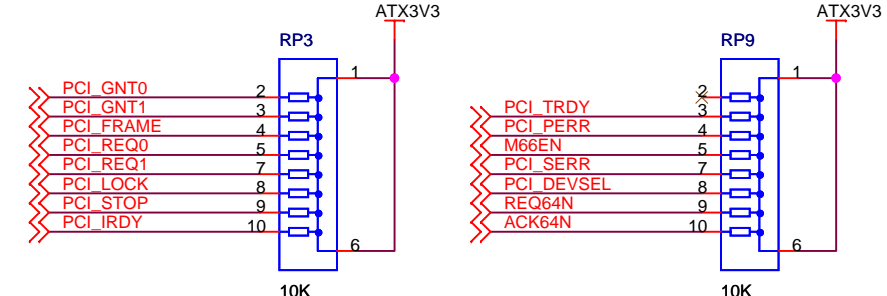 ATX3V3
ATX3V3
RP3
RP9
1
1
PCI_GNT0 2
2
PCI_GNT1 3
PCI_TRDY 3
PCI_FRAME 4
PCI_PERR 4
PCI_REQ0 5
M66EN 5
PCI_REQ1 7
PCI_SERR 7
PCI_LOCK 8
PCI_DEVSEL 8
PCI_STOP 9
REQ64N 9
PCI_IRDY 10
ACK64N 10
6
6
10K
10K